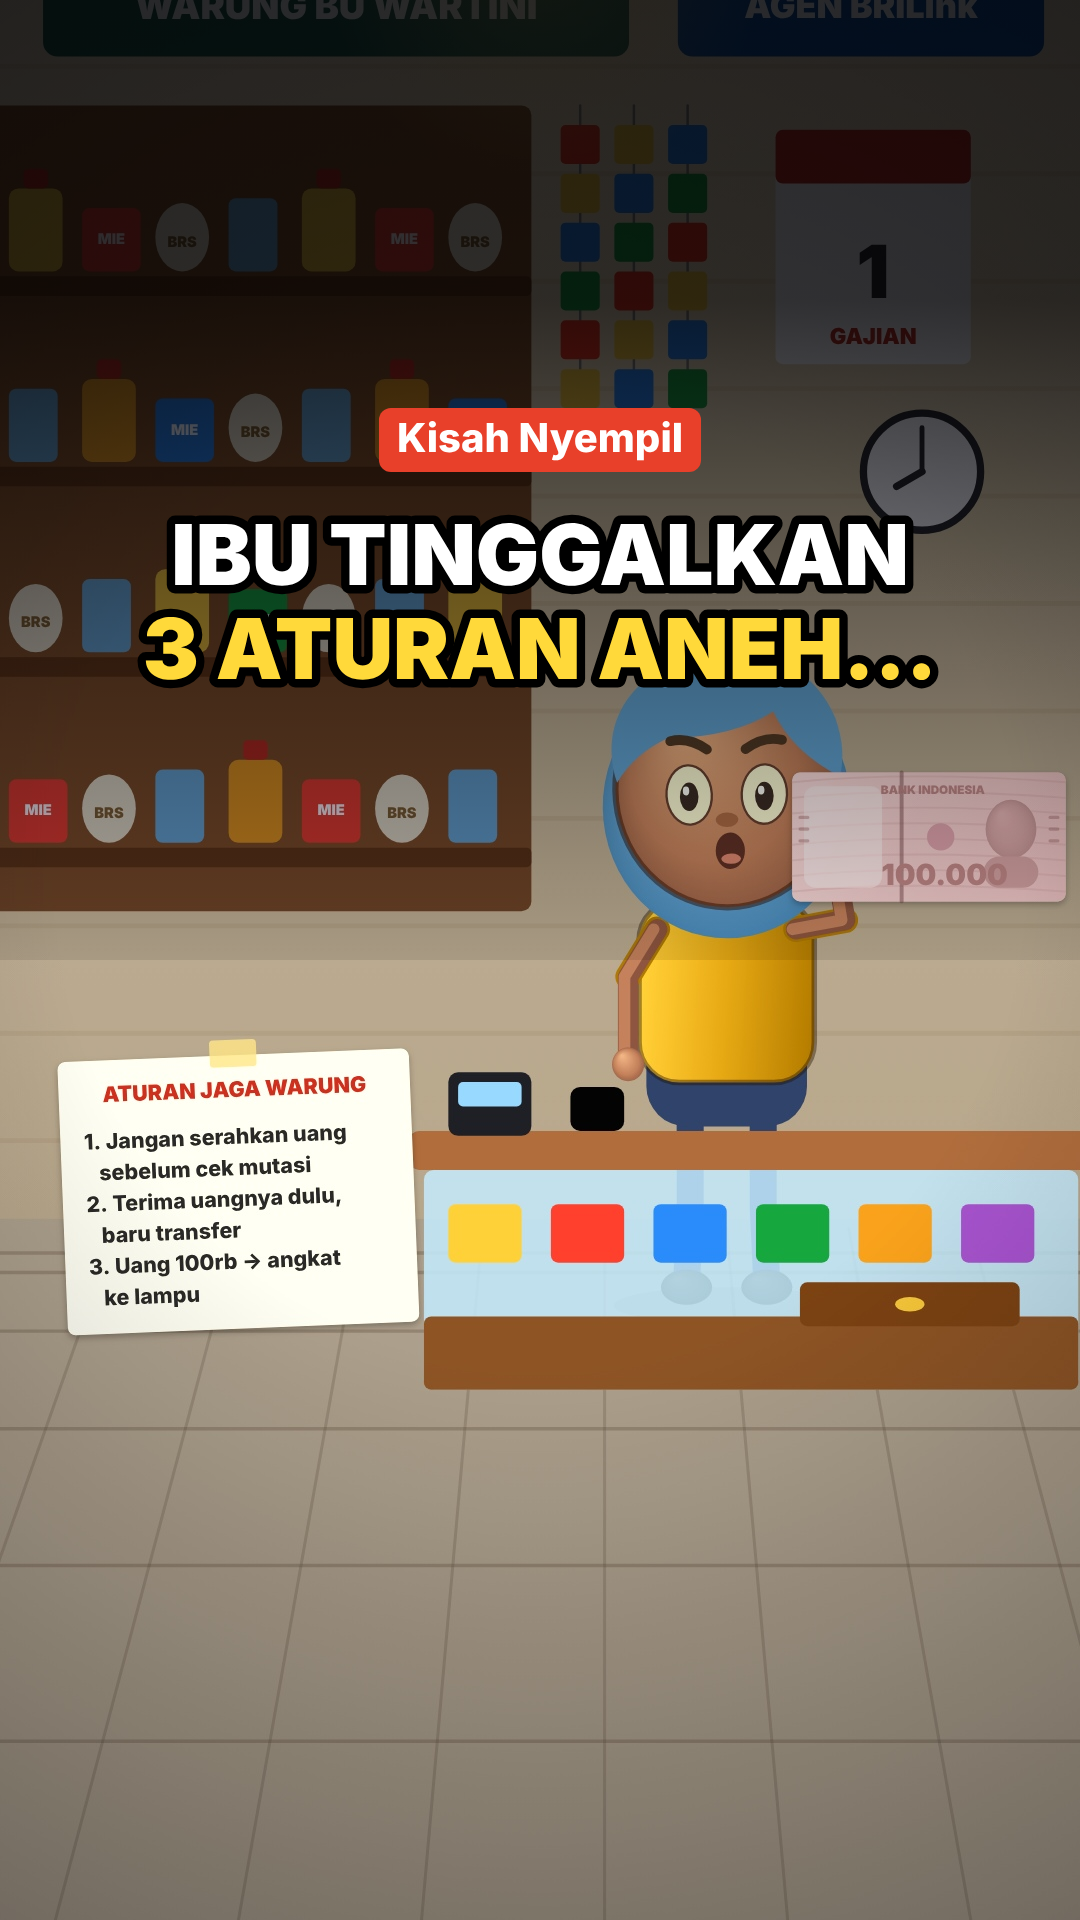 WARUNG BU WARTINI
AGEN BRILink
MIE
BRS
MIE
BRS
1
GAJIAN
MIE
BRS
Kisah Nyempil
IBU TINGGALKAN
3 ATURAN ANEH...
BRS
MIE
BRS
MIE
BRS
BANK INDONESIA
100.000
ATURAN JAGA WARUNG
1. Jangan serahkan uang
sebelum cek mutasi
2. Terima uangnya dulu,
baru transfer
3. Uang 100rb → angkat
ke lampu